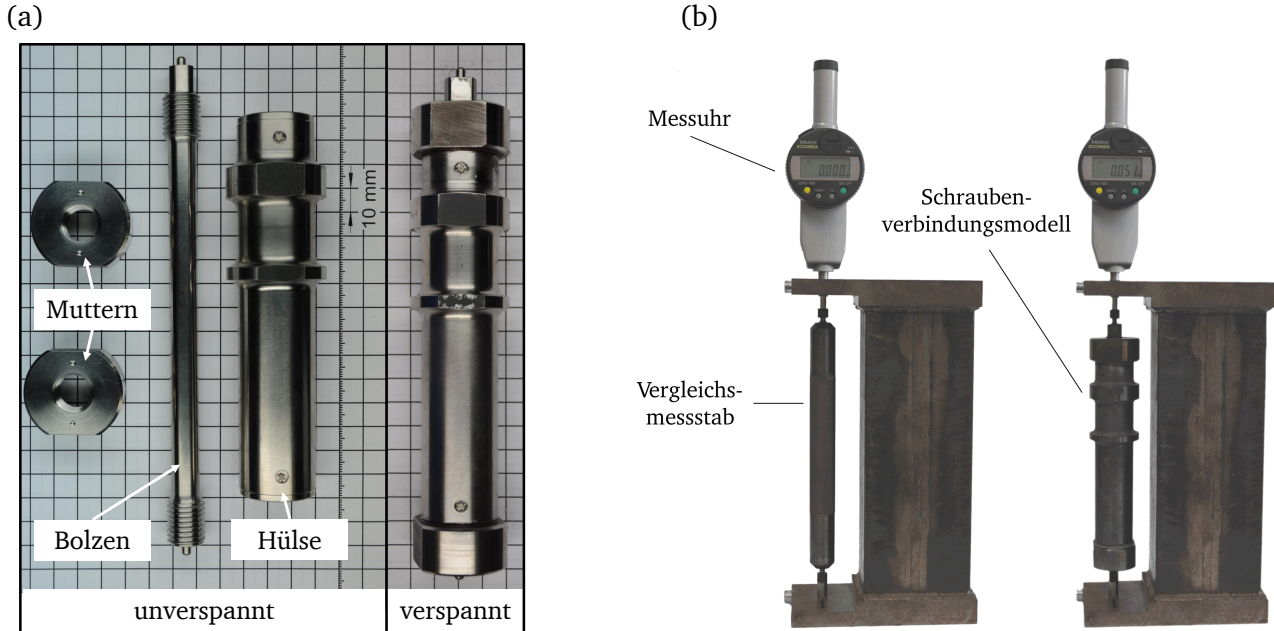 (a)
(b)
10 mm
Muttern
Bolzen
Hülse
unverspannt
verspannt
Messuhr
0.000
0.051
Schrauben-
verbindungsmodell
Vergleichs-
messstab